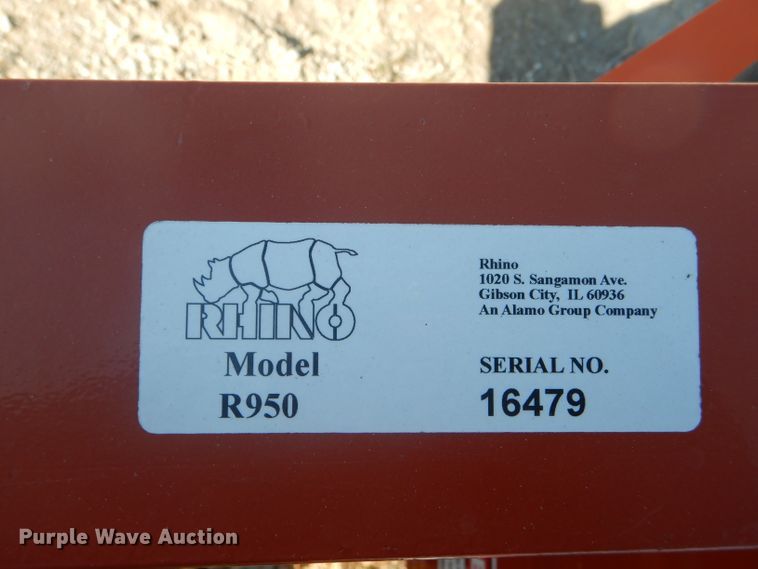 RHINO
Model
R950
Rhino
1020 S. Sangamon Ave.
Gibson City, IL 60936
An Alamo Group Company
SERIAL NO.
16479
Purple Wave Auction